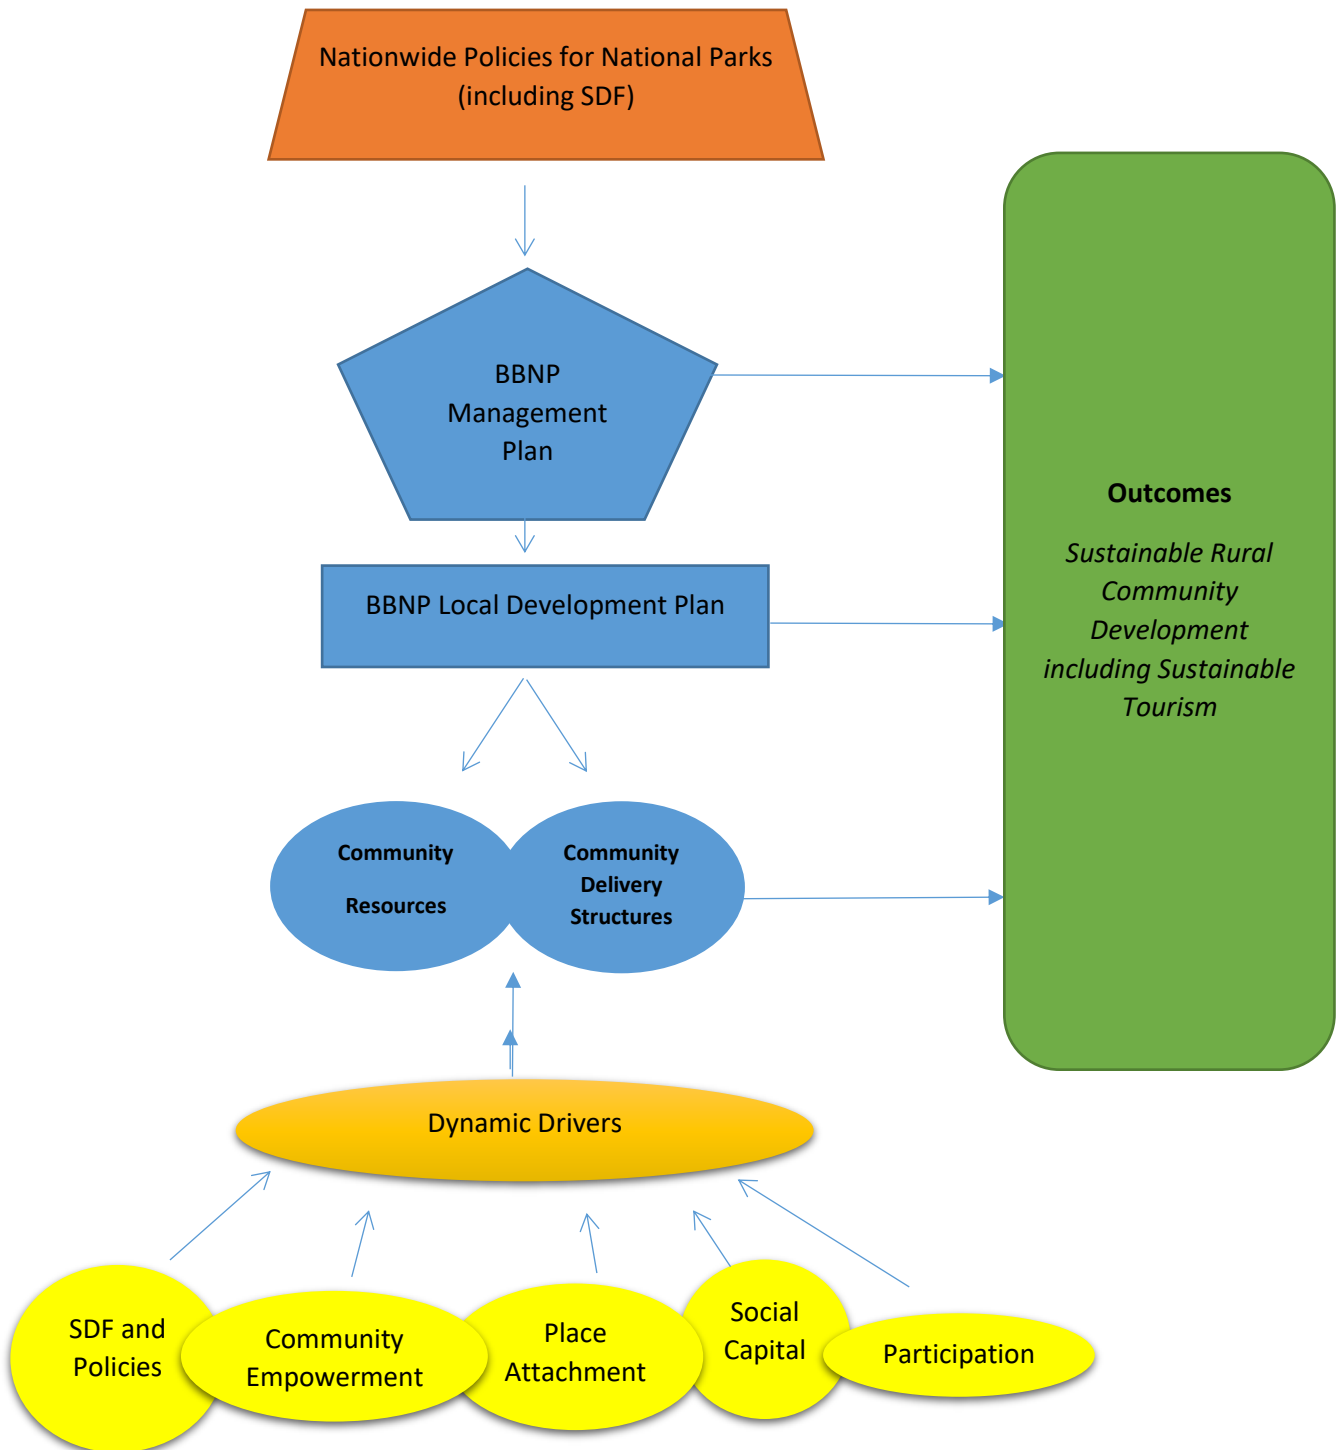 Nationwide Policies for National Parks
(including SDF)
BBNP
Management
Plan
Outcomes
Sustainable Rural
Community
Development
including Sustainable
Tourism
BBNP Local Development Plan
Community
Resources
Community
Delivery
Structures
Dynamic Drivers
SDF and
Policies
Community
Empowerment
Place
Attachment
Social
Capital
Participation